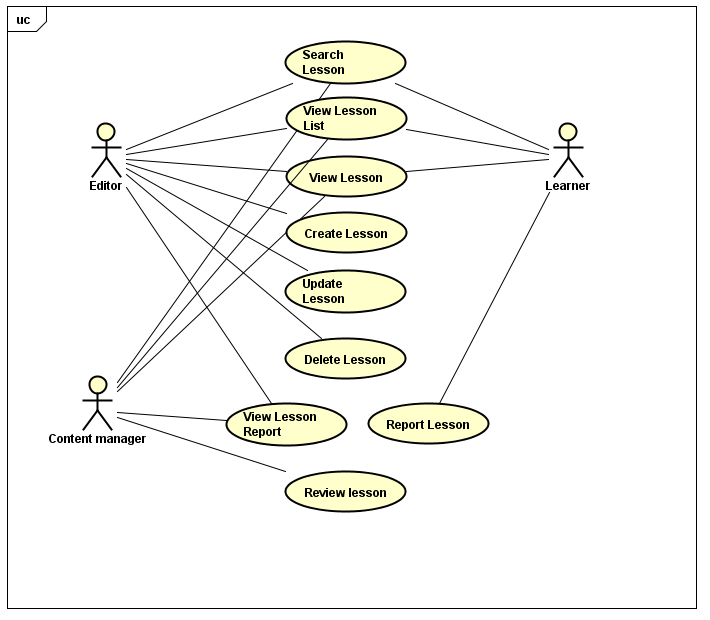 uc
Search
Lesson
View Lesson
List
View Lesson
Editor
Learner
Create Lesson
Update
Lesson
Delete Lesson
Content manager
View Lesson
Report
Report Lesson
Review lesson